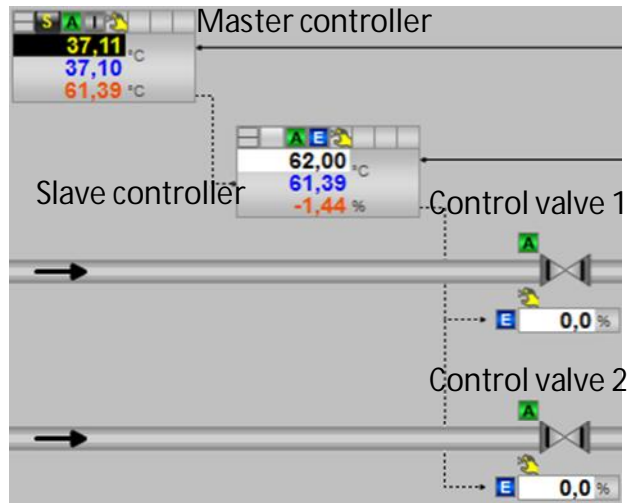 S A I Master controller
37,11 °C
37,10
61,39 °C
A E
62,00 °C
61,39
-1,44 %
Slave controller
Control valve 1
A
E 0,0 %
Control valve 2
A
E 0,0 %